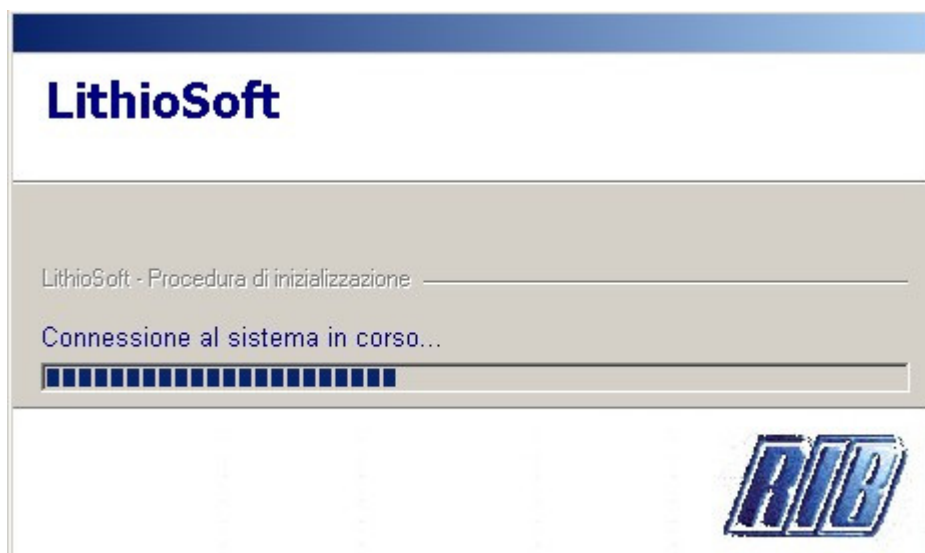 LithioSoft
LithioSoft - Procedura di inizializzazione
Connessione al sistema in corso...
RIB